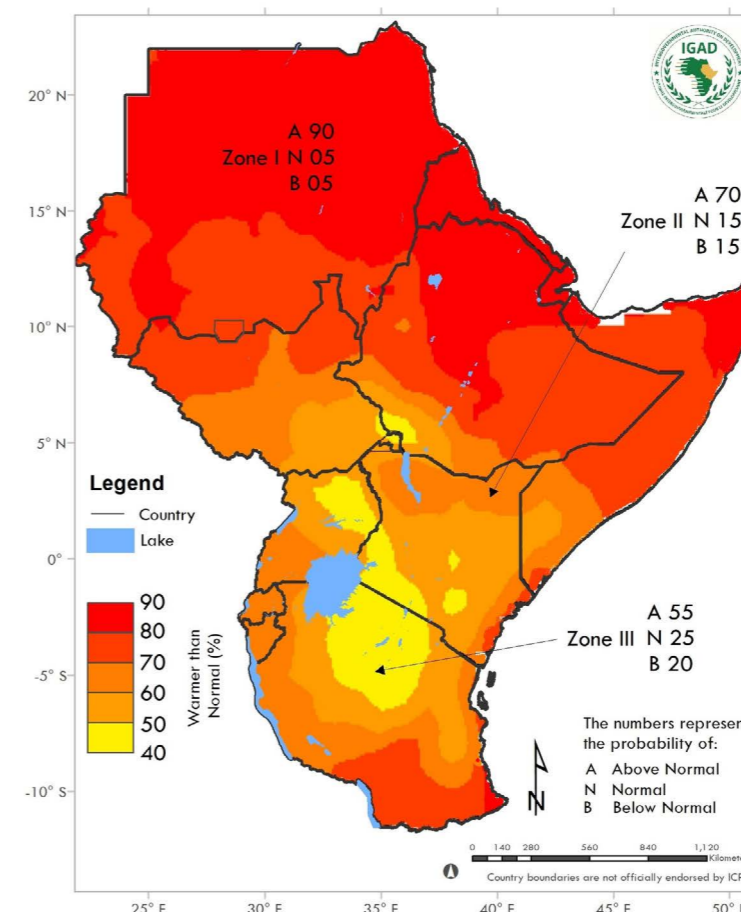 IGAD
20° N
15° N
10° N
5° N
0°
-5° S
-10° S
A 90
Zone I N 05
B 05
A 70
Zone II N 15
B 15
A 55
Zone III N 25
B 20
Legend
Country
Lake
90
80
70
60
50
40
Warmer than
Normal (%)
The numbers represen
the probability of:
A Above Normal
N Normal
B Below Normal
N
0 140 280 560 840 1,120
Kilomete
Country boundaries are not officially endorsed by ICP
25° E 30° E 35° E 40° E 45° E 50° E